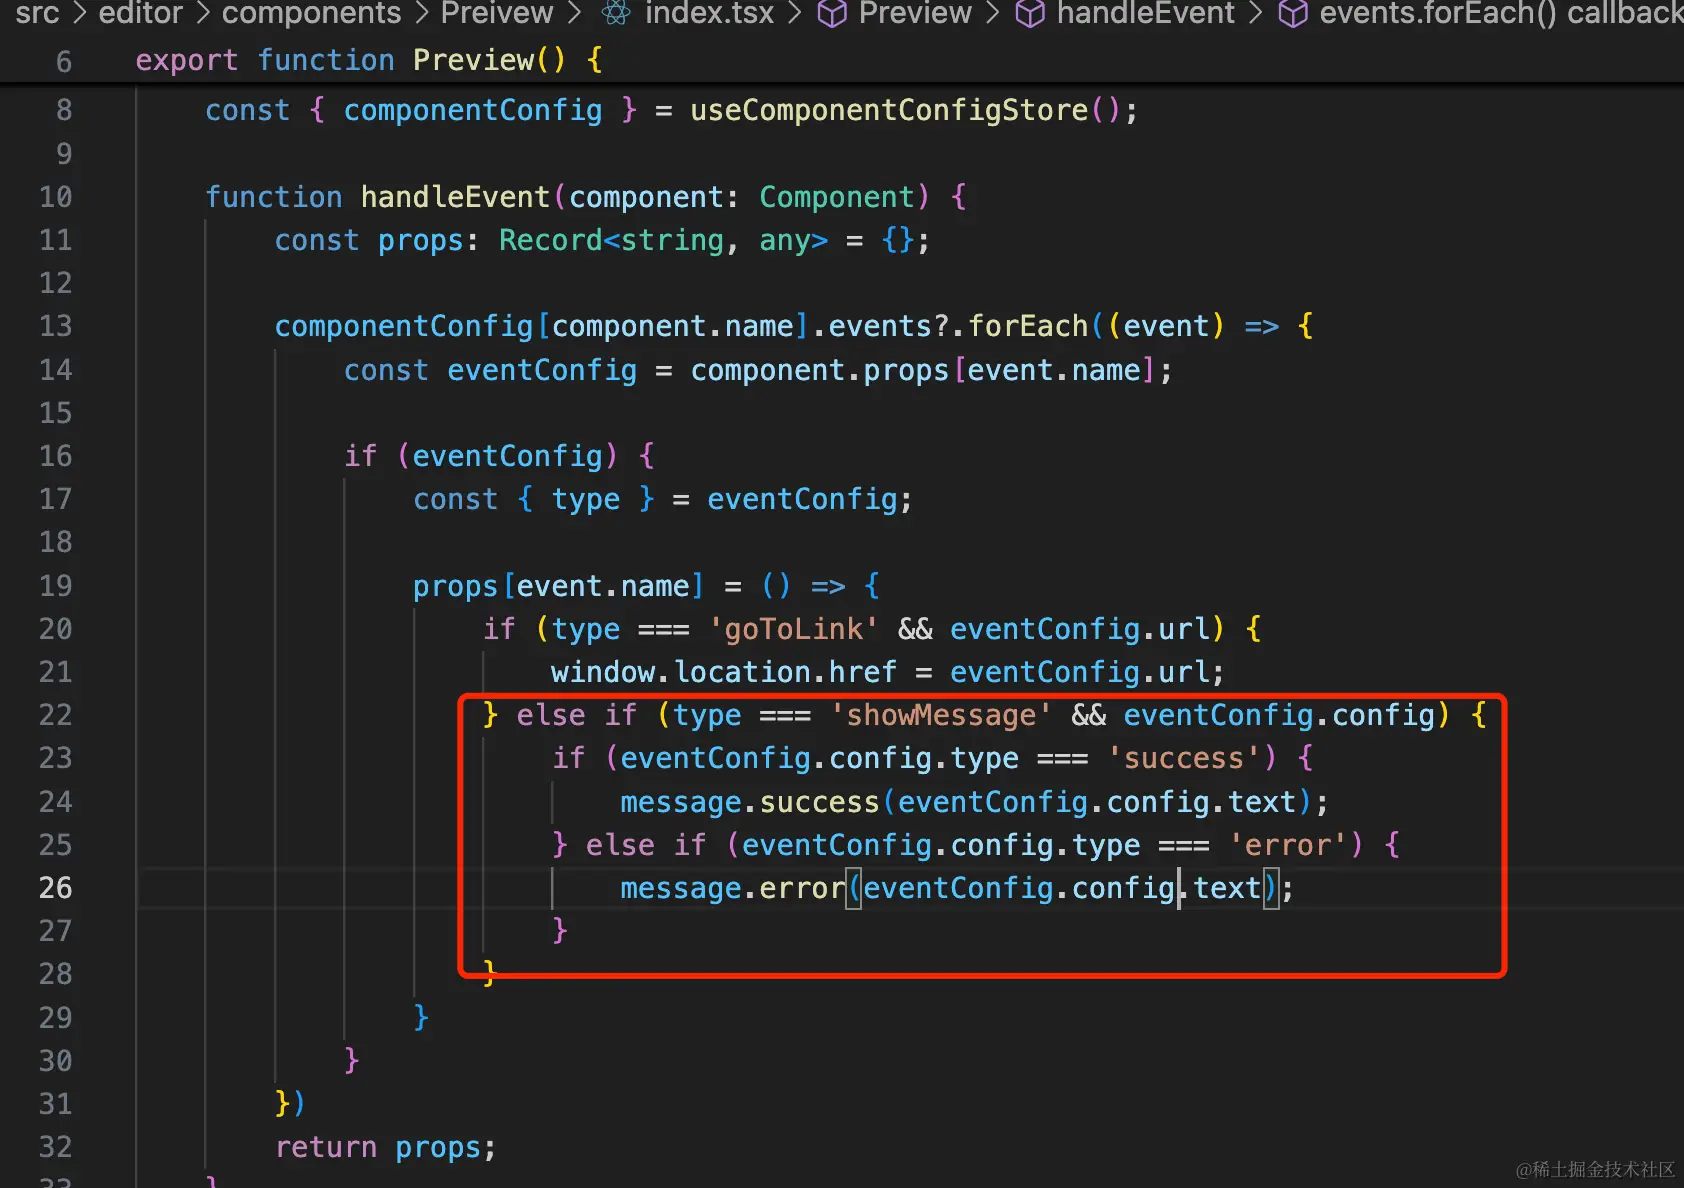 src > editor > components > Preivew > index.tsx > Preview > handleEvent > events.forEach() callback
6 export function Preview() {
8 const { componentConfig } = useComponentConfigStore();
9
10 function handleEvent(component: Component) {
11 const props: Record<string, any> = {};
12
13 componentConfig[component.name].events?.forEach((event) => {
14 const eventConfig = component.props[event.name];
15
16 if (eventConfig) {
17 const { type } = eventConfig;
18
19 props[event.name] = () => {
20 if (type === 'goToLink' && eventConfig.url) {
21 window.location.href = eventConfig.url;
22 } else if (type === 'showMessage' && eventConfig.config) {
23 if (eventConfig.config.type === 'success') {
24 message.success(eventConfig.config.text);
25 } else if (eventConfig.config.type === 'error') {
26 message.error(eventConfig.config.text);
27 }
28 }
29 }
30 }
31 })
32 return props;
33 }
@稀土掘金技术社区